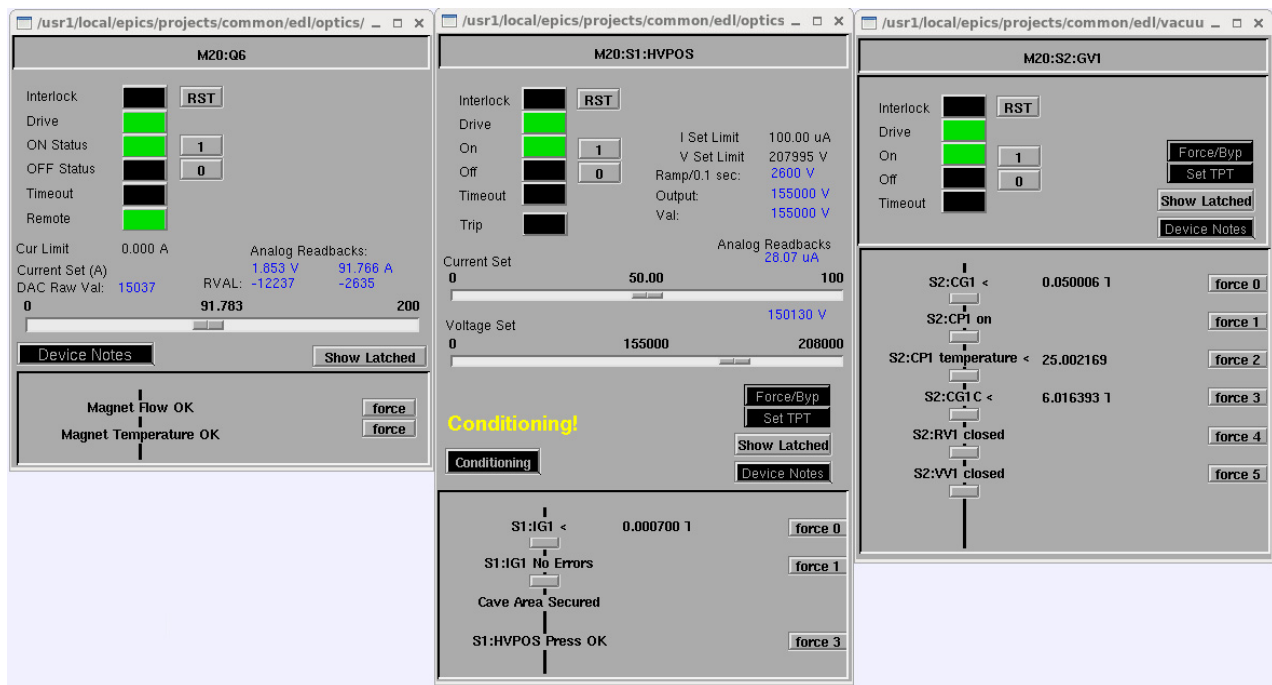 /usr1/local/epics/projects/common/edl/optics/
M20:Q6
Interlock RST
Drive
ON Status 1
OFF Status 0
Timeout
Remote
Cur Limit 0.000 A Analog Readbacks:
Current Set (A) 1.853 V 91.766 A
DAC Raw Val: 15037 RVAL: -12237 -2635
0 91.783 200
Device Notes Show Latched
Magnet Flow OK force
Magnet Temperature OK force
/usr1/local/epics/projects/common/edl/optics
M20:S1:HVPOS
Interlock RST
Drive
On 1
Off 0
Timeout
Trip
I Set Limit 100.00 uA
V Set Limit 207995 V
Ramp/0.1 sec: 2600 V
Output: 155000 V
Val: 155000 V
Analog Readbacks
Current Set 28.07 uA
0 50.00 100
150130 V
Voltage Set
0 155000 208000
Force/Byp
Conditioning! Set TPT
Show Latched
Conditioning Device Notes
S1:IG1 < 0.000700 T force 0
S1:IG1 No Errors force 1
Cave Area Secured
S1:HVPOS Press OK force 3
/usr1/local/epics/projects/common/edl/vacuu
M20:S2:GV1
Interlock RST
Drive
On 1
Off 0
Timeout
Force/Byp
Set TPT
Show Latched
Device Notes
S2:CG1 < 0.050006 T force 0
S2:CP1 on force 1
S2:CP1 temperature < 25.002169 force 2
S2:CG1C < 6.016393 T force 3
S2:RV1 closed force 4
S2:VV1 closed force 5